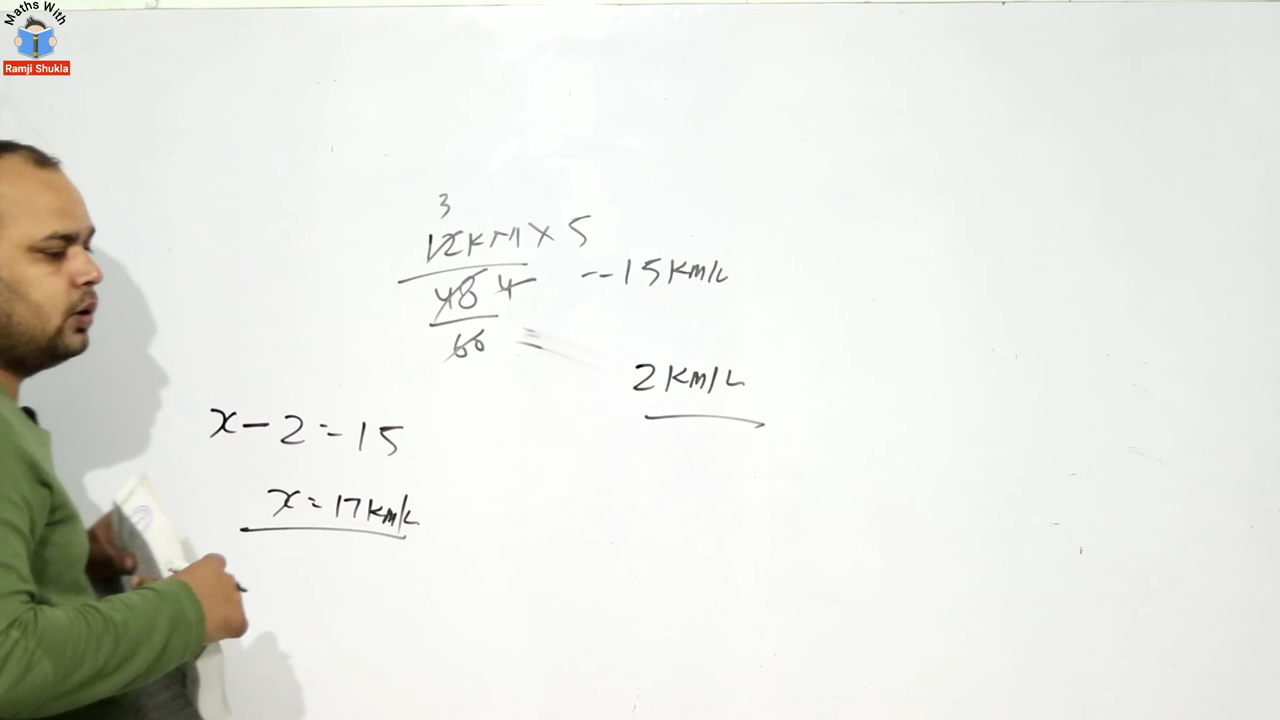 Maths With
Ramji Shukla
3
12KM × 5
48 4
60
= 15KM/L
2KM/L
x - 2 = 15
x = 17KM/L